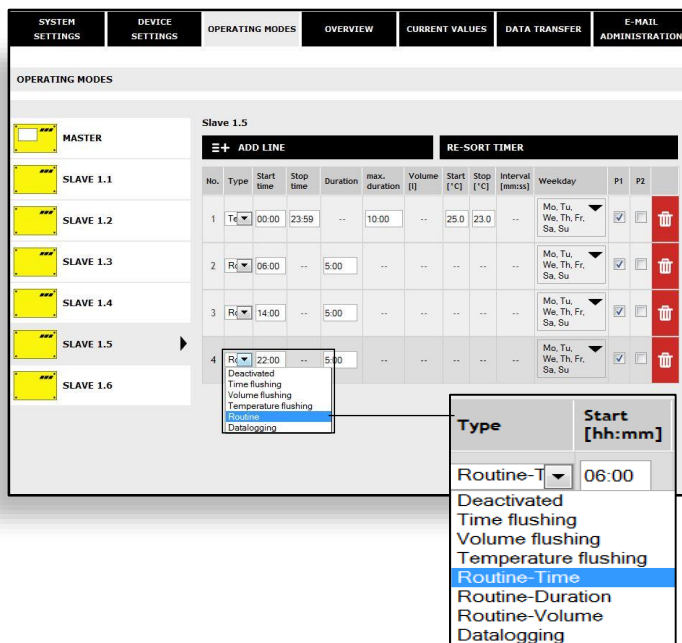 SYSTEM SETTINGS
DEVICE SETTINGS
OPERATING MODES
OVERVIEW
CURRENT VALUES
DATA TRANSFER
E-MAIL ADMINISTRATION
OPERATING MODES
MASTER
SLAVE 1.1
SLAVE 1.2
SLAVE 1.3
SLAVE 1.4
SLAVE 1.5
SLAVE 1.6
Slave 1.5
ADD LINE
RE-SORT TIMER
No. Type Start time Stop time Duration max. duration Volume [l] Start [°C] Stop [°C] Interval [mm:ss] Weekday P1 P2
1 Te 00:00 23:59 -- 10:00 -- 25.0 23.0 -- Mo, Tu, We, Th, Fr, Sa, Su
2 Ro 06:00 -- 5:00 -- -- -- -- -- Mo, Tu, We, Th, Fr, Sa, Su
3 Ro 14:00 -- 5:00 -- -- -- -- -- Mo, Tu, We, Th, Fr, Sa, Su
4 Ro 22:00 -- 5:00 -- -- -- -- -- Mo, Tu, We, Th, Fr, Sa, Su
Deactivated
Time flushing
Volume flushing
Temperature flushing
Routine
Datalogging
Type Start [hh:mm]
Routine-T 06:00
Deactivated
Time flushing
Volume flushing
Temperature flushing
Routine-Time
Routine-Duration
Routine-Volume
Datalogging